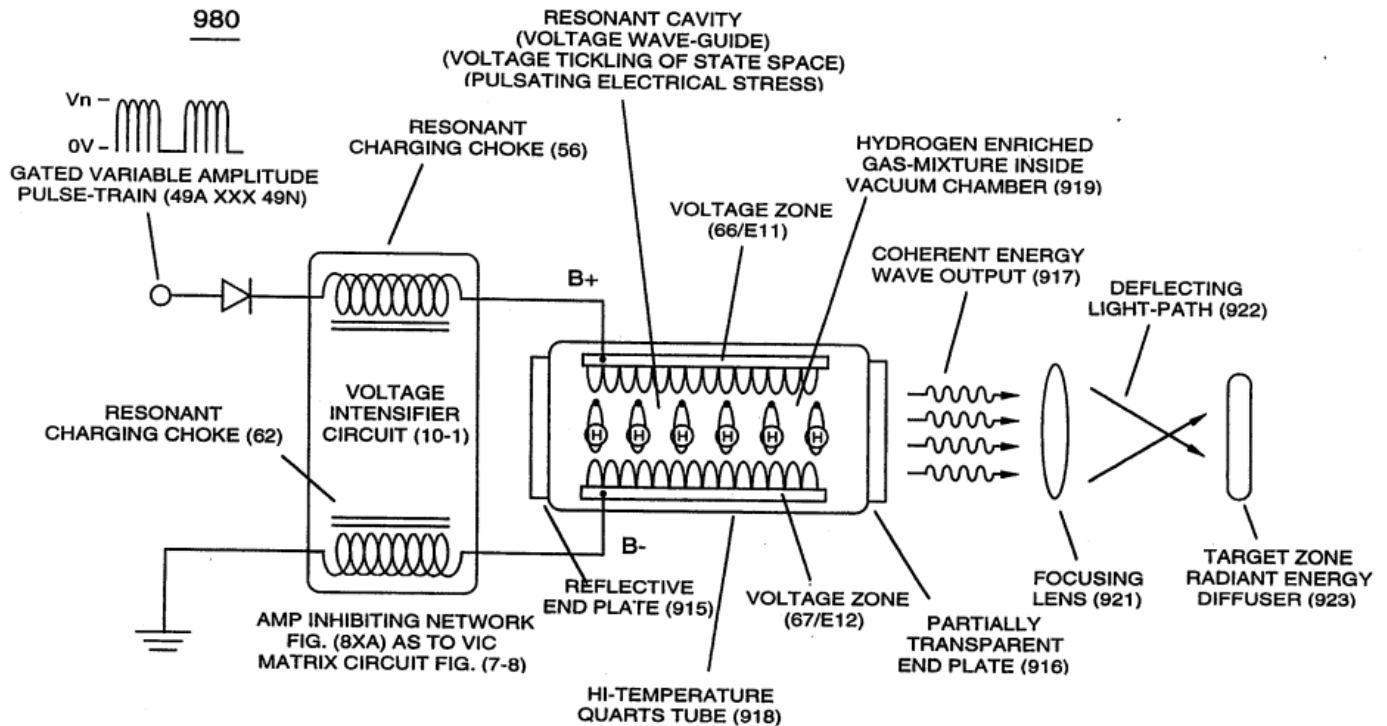 980
RESONANT CAVITY
(VOLTAGE WAVE-GUIDE)
(VOLTAGE TICKLING OF STATE SPACE)
(PULSATING ELECTRICAL STRESS)
Vn
0V
GATED VARIABLE AMPLITUDE
PULSE-TRAIN (49A XXX 49N)
RESONANT
CHARGING CHOKE (56)
HYDROGEN ENRICHED
GAS-MIXTURE INSIDE
VACUUM CHAMBER (919)
VOLTAGE ZONE
(66/E11)
COHERENT ENERGY
WAVE OUTPUT (917)
DEFLECTING
LIGHT-PATH (922)
B+
VOLTAGE
INTENSIFIER
CIRCUIT (10-1)
RESONANT
CHARGING CHOKE (62)
H H H H H H
B-
REFLECTIVE
END PLATE (915)
VOLTAGE ZONE
(67/E12)
PARTIALLY
TRANSPARENT
END PLATE (916)
FOCUSING
LENS (921)
TARGET ZONE
RADIANT ENERGY
DIFFUSER (923)
AMP INHIBITING NETWORK
FIG. (8XA) AS TO VIC
MATRIX CIRCUIT FIG. (7-8)
HI-TEMPERATURE
QUARTS TUBE (918)